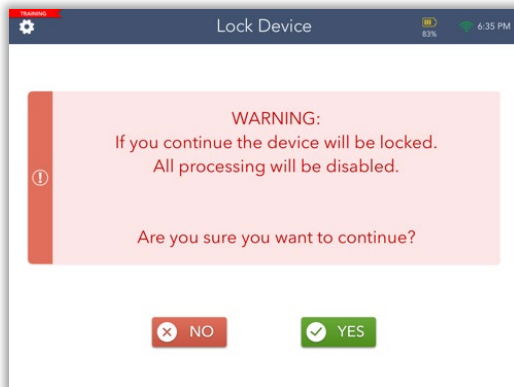 TRAINING
Lock Device
83%
6:35 PM
WARNING:
If you continue the device will be locked.
All processing will be disabled.
Are you sure you want to continue?
NO
YES